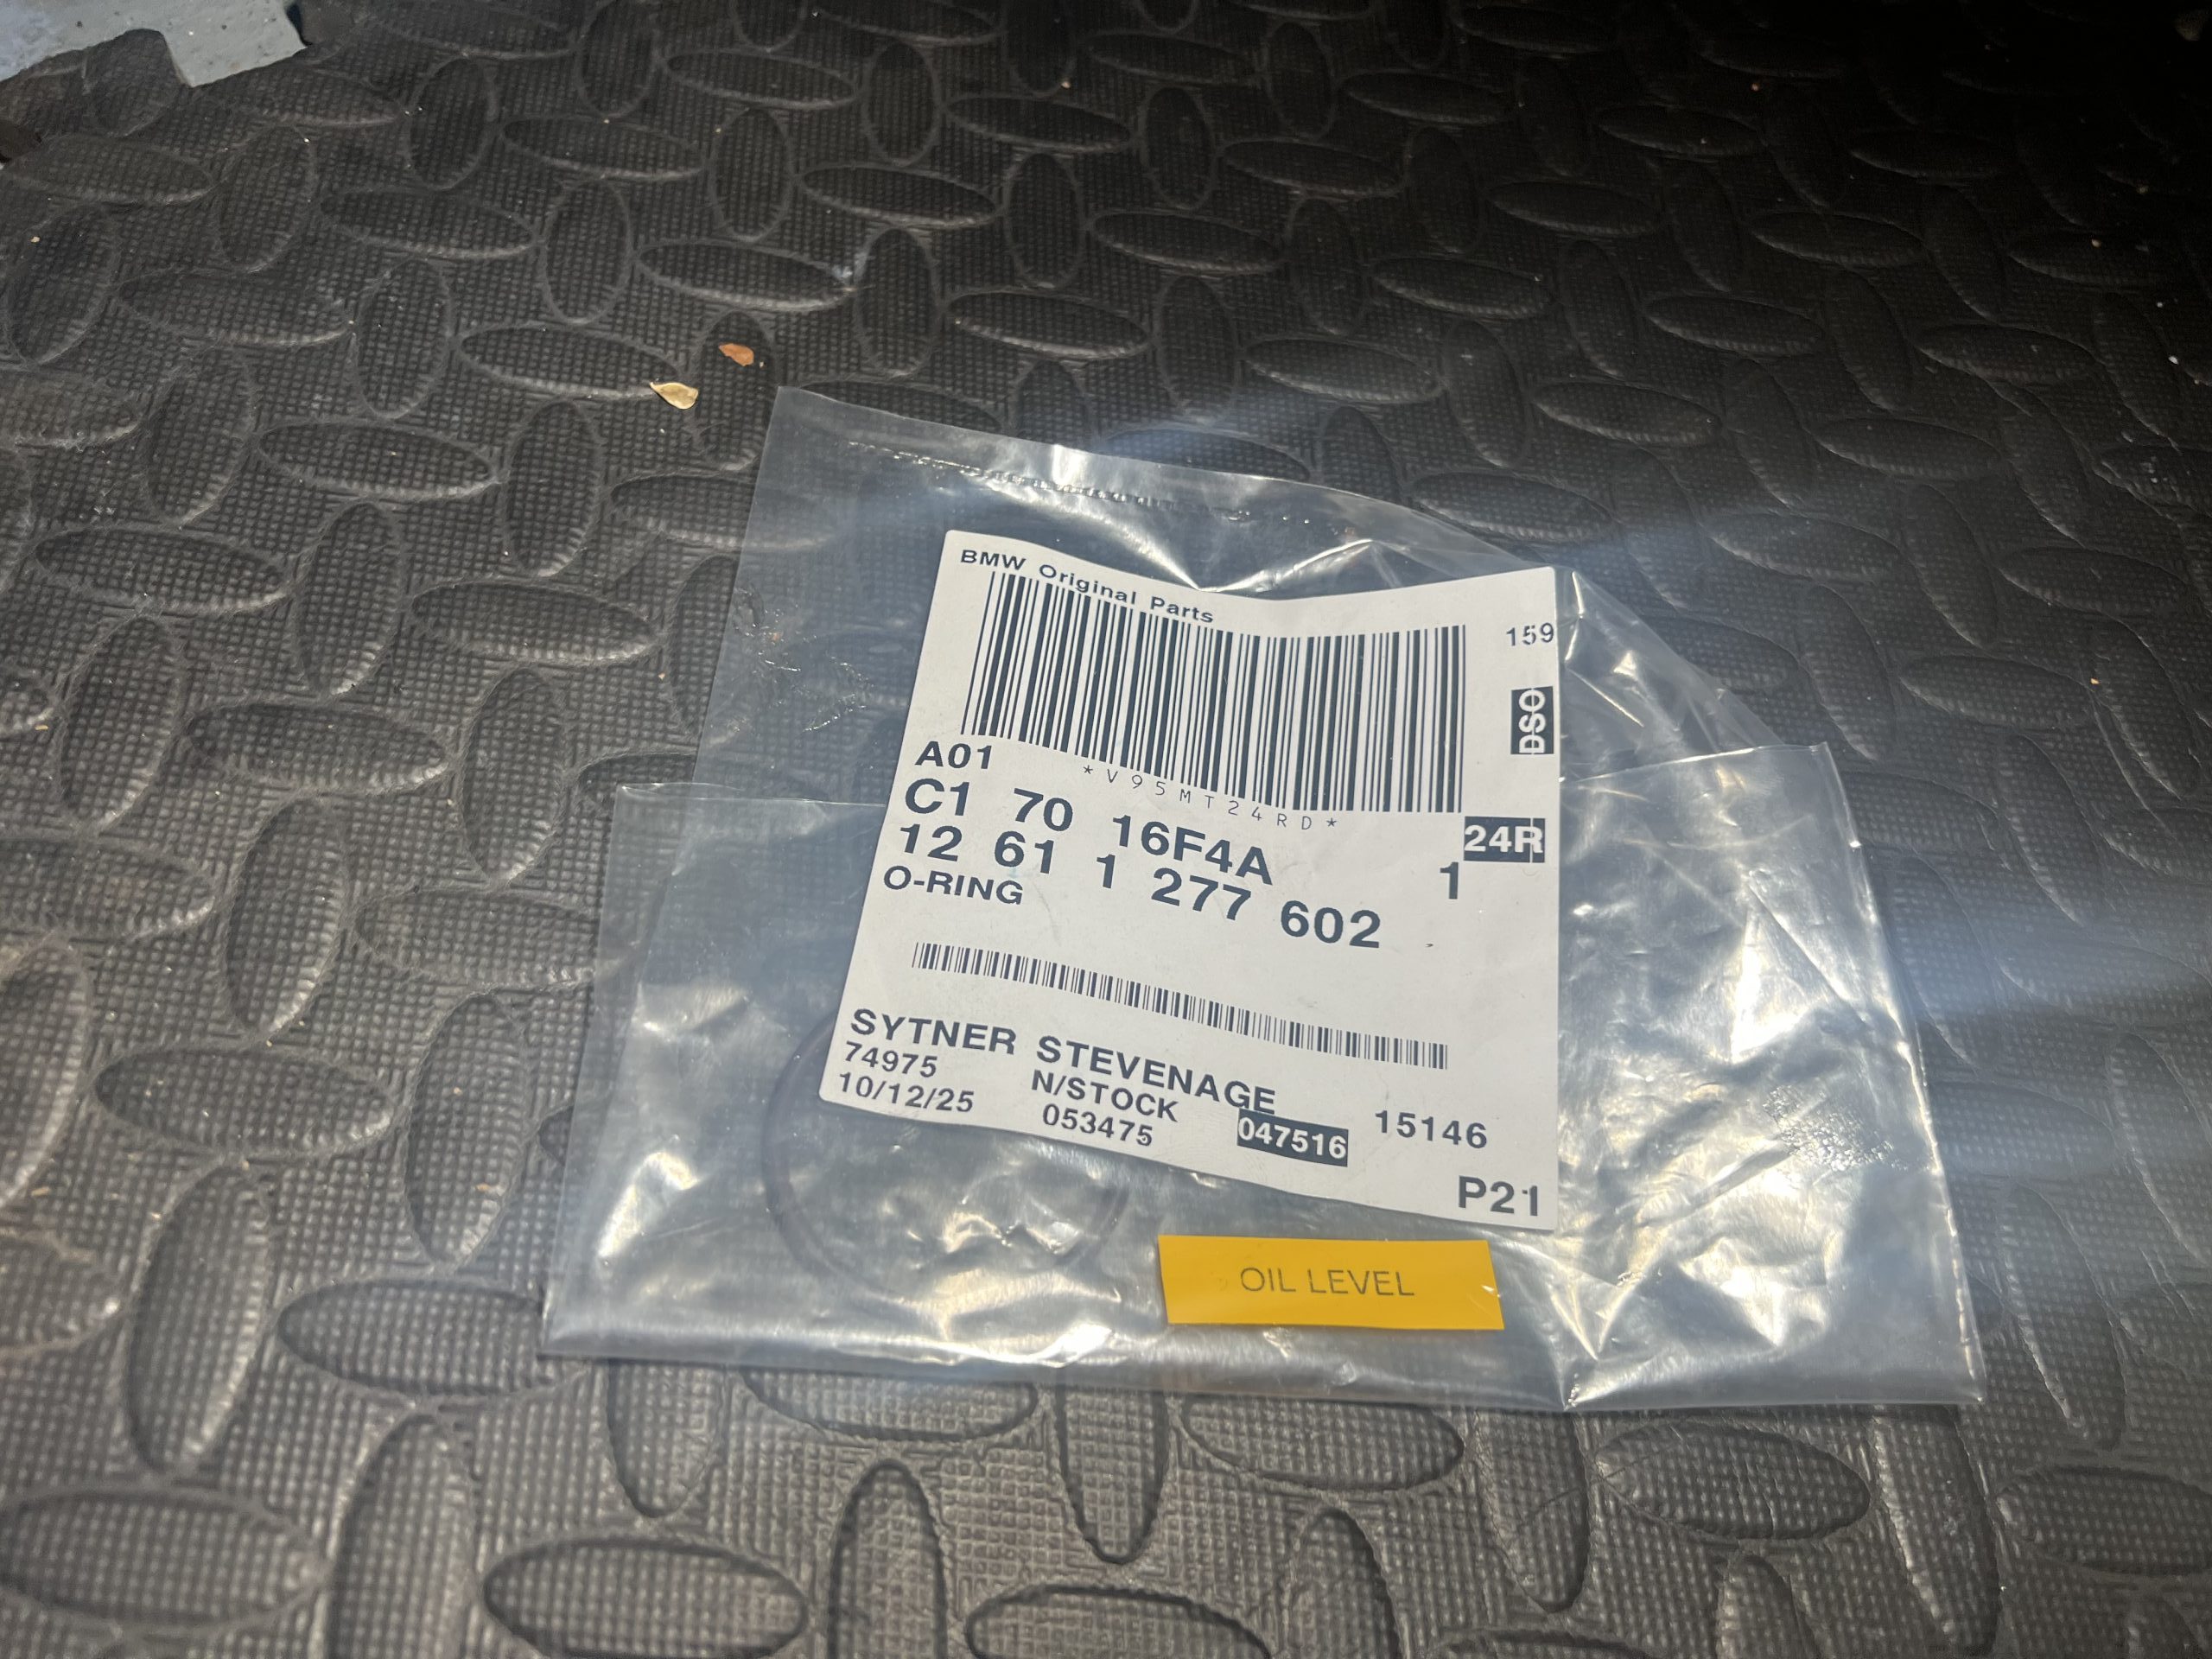 BMW Original Parts
159
DSO
A01
*V95MT24RD*
C1 70 16F4A
24R
12 61 1 277 602 1
O-RING
SYTNER STEVENAGE
74975 N/STOCK 15146
10/12/25 053475 047516
P21
OIL LEVEL